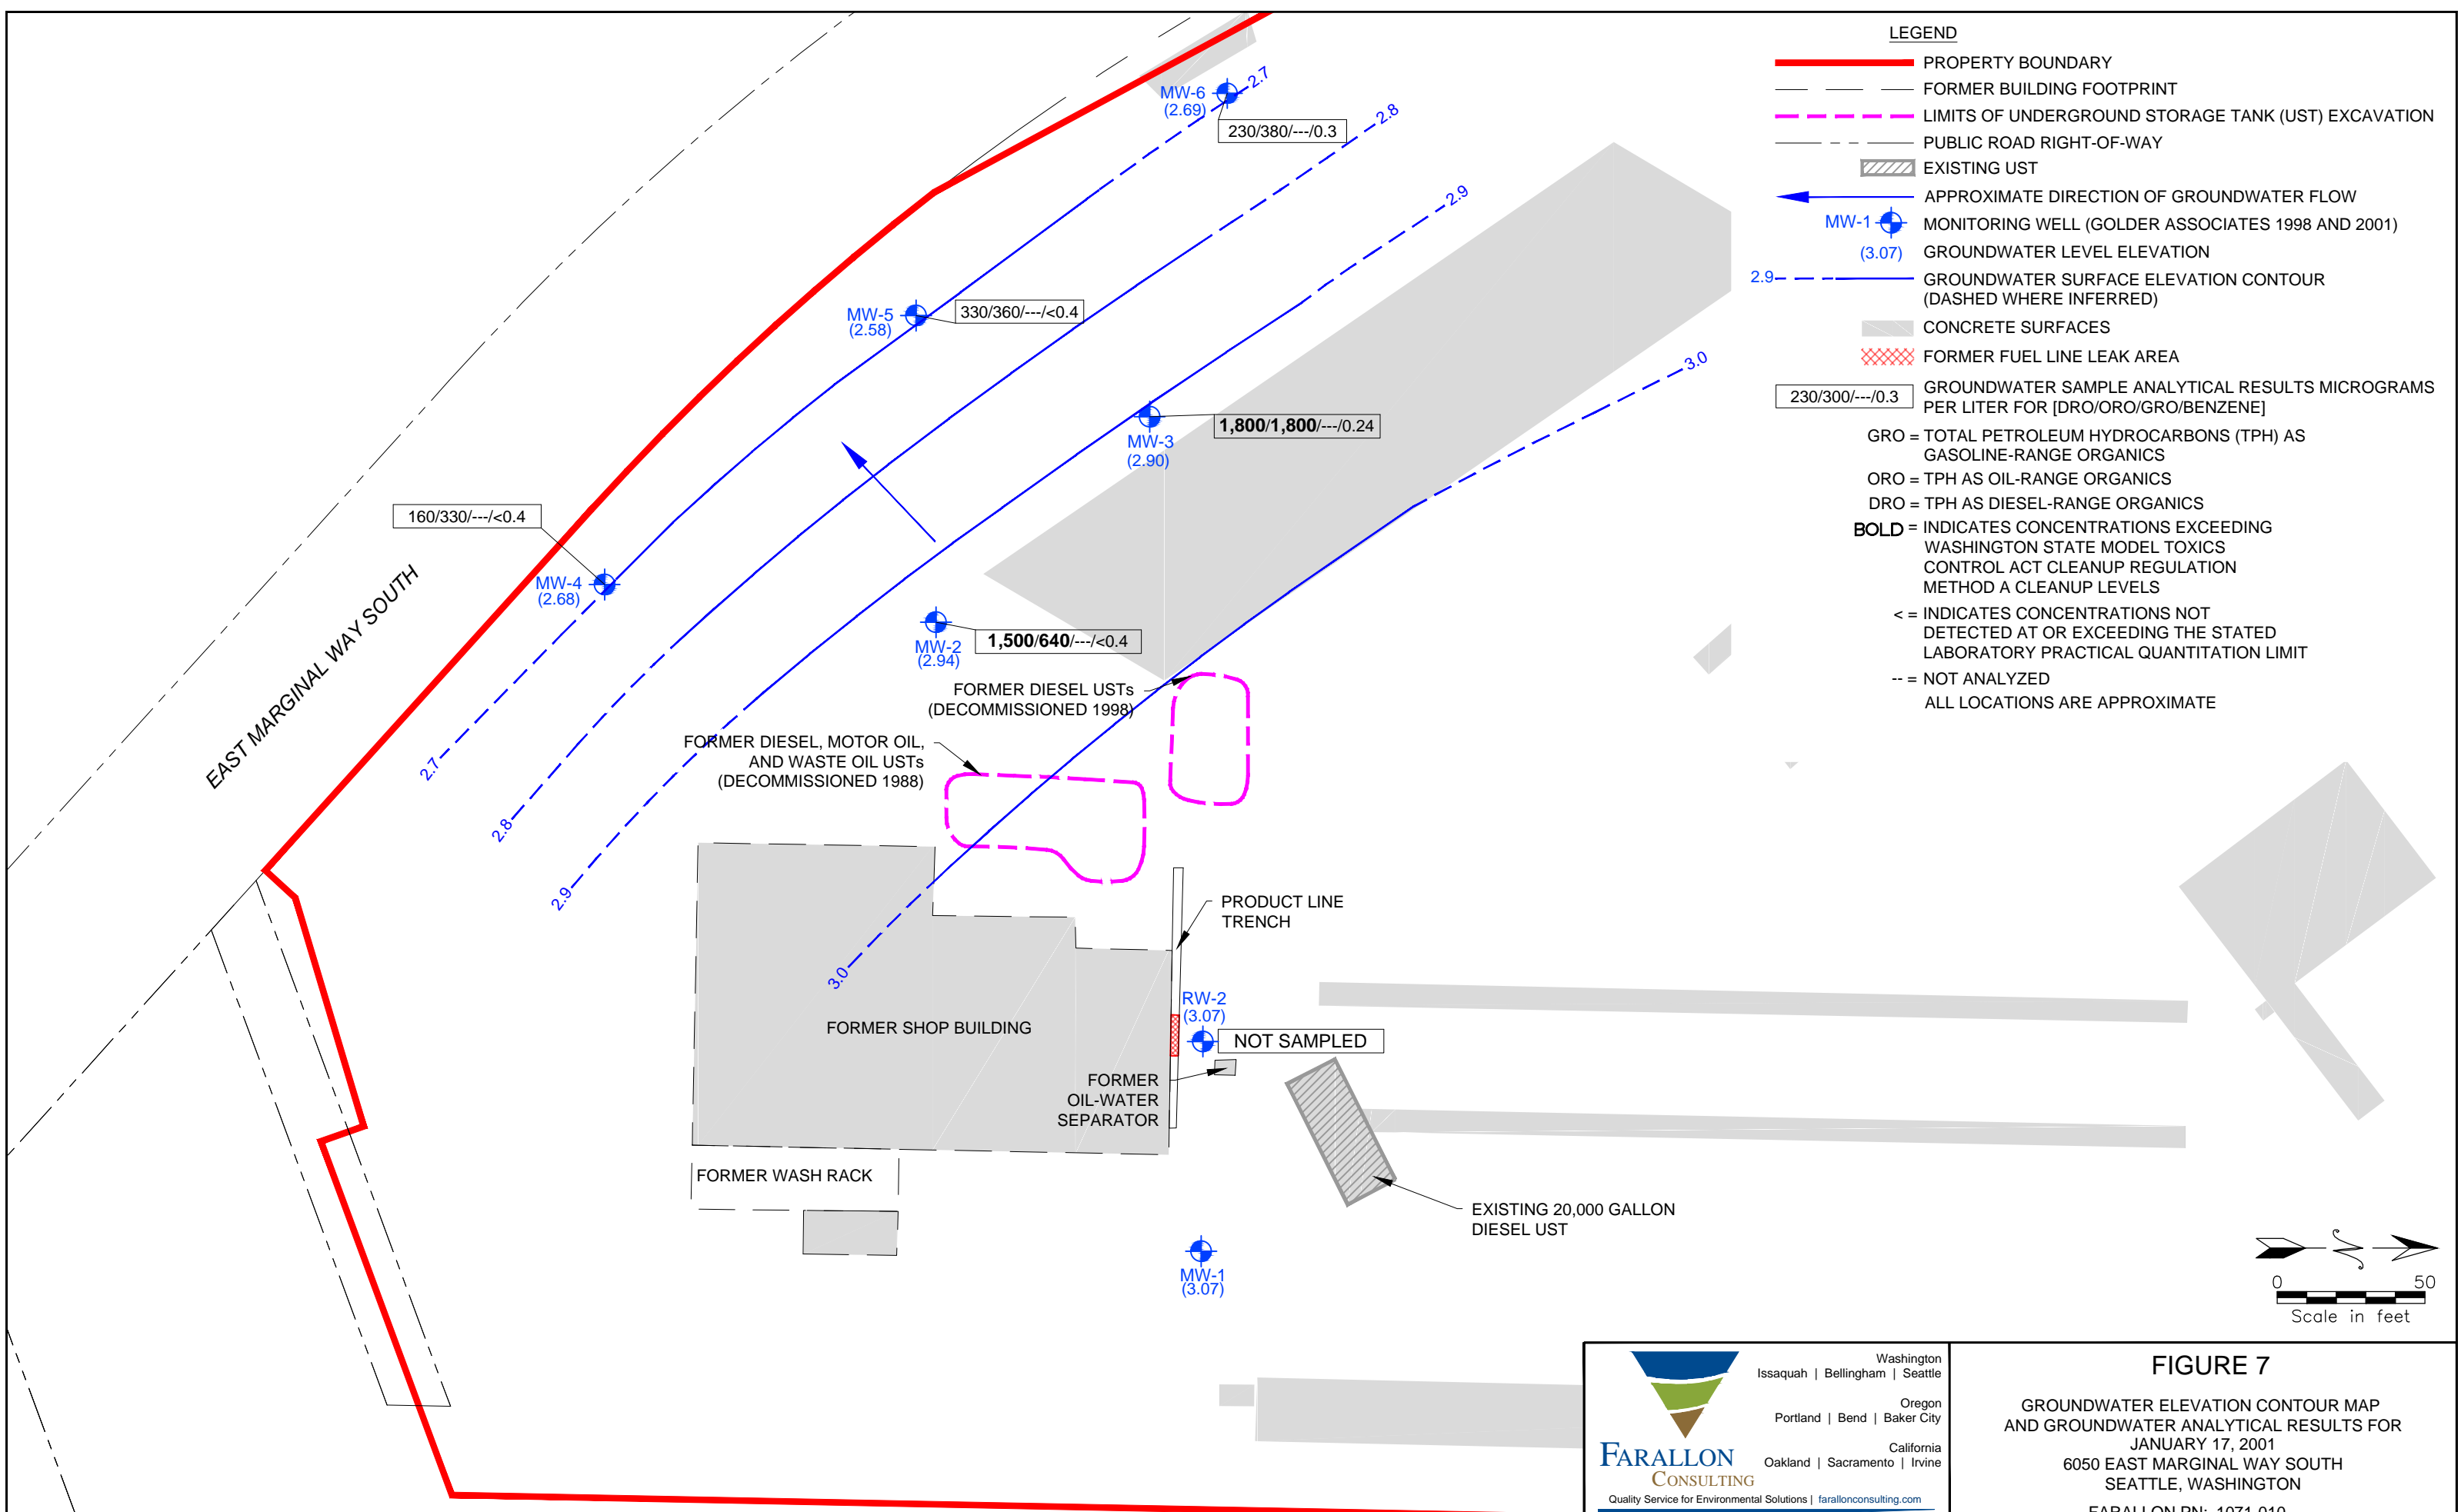 LEGEND
PROPERTY BOUNDARY
FORMER BUILDING FOOTPRINT
LIMITS OF UNDERGROUND STORAGE TANK (UST) EXCAVATION
PUBLIC ROAD RIGHT-OF-WAY
EXISTING UST
APPROXIMATE DIRECTION OF GROUNDWATER FLOW
MW-1 MONITORING WELL (GOLDER ASSOCIATES 1998 AND 2001)
(3.07) GROUNDWATER LEVEL ELEVATION
2.9 GROUNDWATER SURFACE ELEVATION CONTOUR
(DASHED WHERE INFERRED)
CONCRETE SURFACES
FORMER FUEL LINE LEAK AREA
230/300/---/0.3 GROUNDWATER SAMPLE ANALYTICAL RESULTS MICROGRAMS
PER LITER FOR [DRO/ORO/GRO/BENZENE]
GRO = TOTAL PETROLEUM HYDROCARBONS (TPH) AS
GASOLINE-RANGE ORGANICS
ORO = TPH AS OIL-RANGE ORGANICS
DRO = TPH AS DIESEL-RANGE ORGANICS
BOLD = INDICATES CONCENTRATIONS EXCEEDING
WASHINGTON STATE MODEL TOXICS
CONTROL ACT CLEANUP REGULATION
METHOD A CLEANUP LEVELS
< = INDICATES CONCENTRATIONS NOT
DETECTED AT OR EXCEEDING THE STATED
LABORATORY PRACTICAL QUANTITATION LIMIT
-- = NOT ANALYZED
ALL LOCATIONS ARE APPROXIMATE
MW-6
(2.69)
2.7
230/380/---/0.3
2.8
2.9
3.0
MW-5
(2.58)
330/360/---/<0.4
MW-3
(2.90)
1,800/1,800/---/0.24
160/330/---/<0.4
MW-4
(2.68)
MW-2
(2.94)
1,500/640/---/<0.4
EAST MARGINAL WAY SOUTH
FORMER DIESEL USTs
(DECOMMISSIONED 1998)
FORMER DIESEL, MOTOR OIL,
AND WASTE OIL USTs
(DECOMMISSIONED 1988)
2.7
2.8
2.9
3.0
PRODUCT LINE
TRENCH
RW-2
(3.07)
NOT SAMPLED
FORMER SHOP BUILDING
FORMER
OIL-WATER
SEPARATOR
FORMER WASH RACK
EXISTING 20,000 GALLON
DIESEL UST
MW-1
(3.07)
0 50
Scale in feet
Washington
Issaquah | Bellingham | Seattle
Oregon
Portland | Bend | Baker City
California
Oakland | Sacramento | Irvine
FARALLON
CONSULTING
Quality Service for Environmental Solutions | farallonconsulting.com
FIGURE 7
GROUNDWATER ELEVATION CONTOUR MAP
AND GROUNDWATER ANALYTICAL RESULTS FOR
JANUARY 17, 2001
6050 EAST MARGINAL WAY SOUTH
SEATTLE, WASHINGTON
FARALLON PN: 1071-010